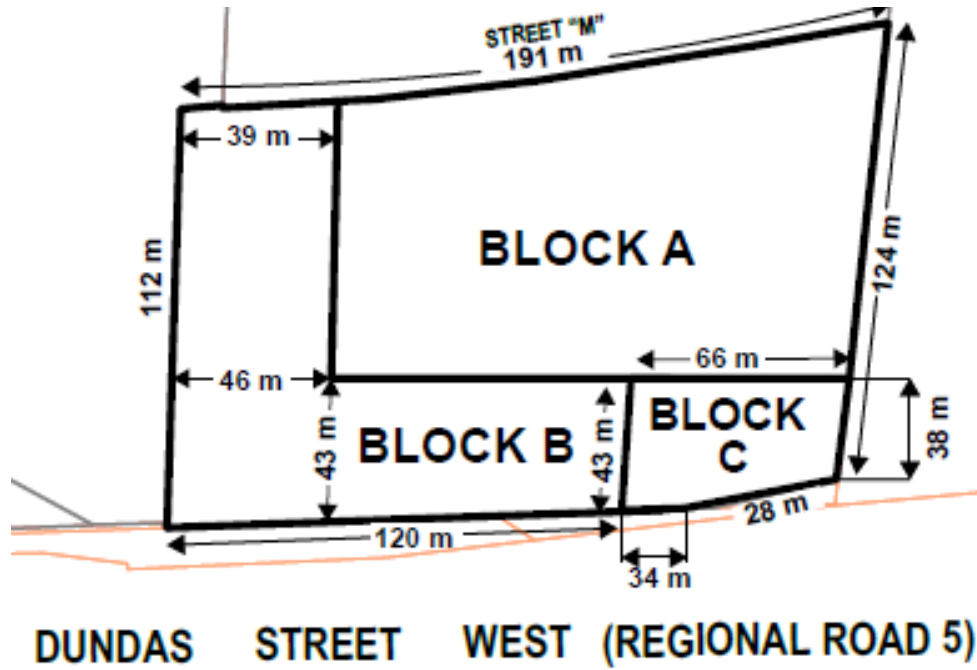 STREET “M”
191 m
39 m
BLOCK A
112 m
124 m
66 m
46 m
BLOCK
C
BLOCK B
43 m
43 m
38 m
28 m
120 m
34 m
DUNDAS STREET WEST (REGIONAL ROAD 5)